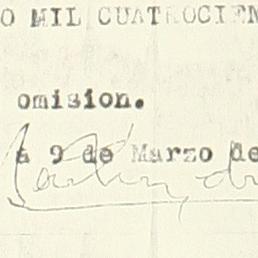 O MIL CUATROCIEN
omision.
a 9 de Marzo de